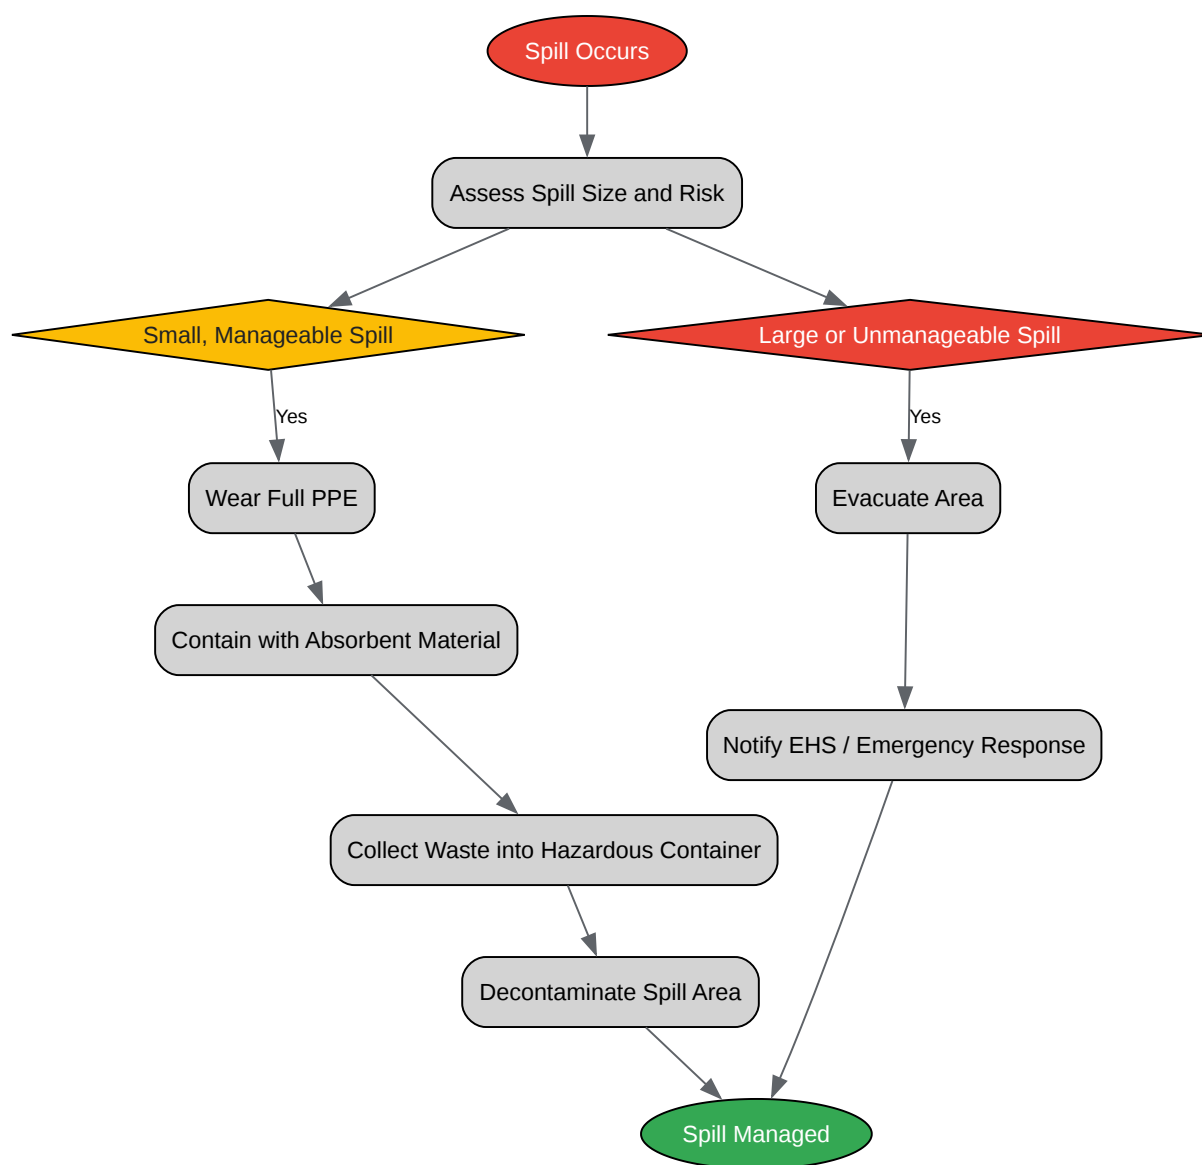 Spill Occurs
Assess Spill Size and Risk
Small, Manageable Spill
Large or Unmanageable Spill
Yes
Yes
Wear Full PPE
Evacuate Area
Contain with Absorbent Material
Notify EHS / Emergency Response
Collect Waste into Hazardous Container
Decontaminate Spill Area
Spill Managed